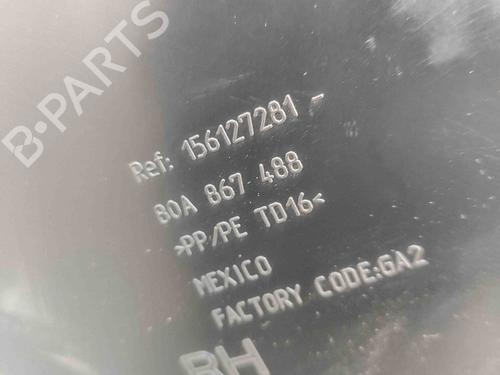 B-PARTS
Ref: 156127281
80A 867 488
>PP/PE TD16<
MEXICO
FACTORY CODE:GA2
RH